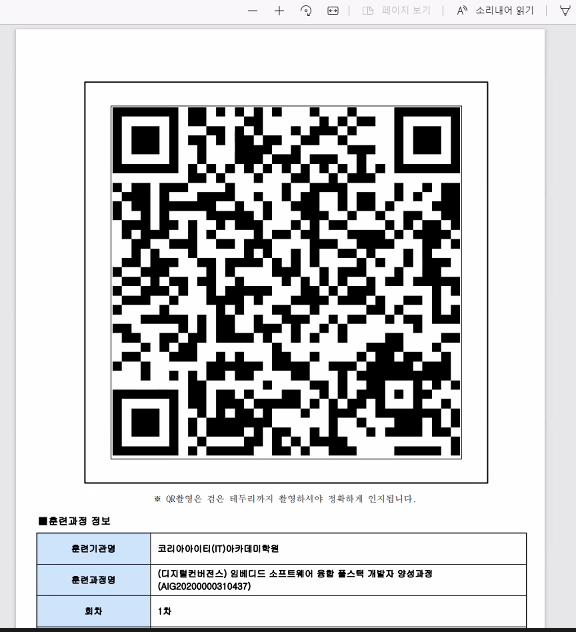 페이지 보기
소리내어 읽기
※ QR촬영은 검은 테두리까지 촬영하셔야 정확하게 인지됩니다.
■훈련과정 정보
훈련기관명 코리아아이티(IT)아카데미학원
훈련과정명 (디지털컨버전스) 임베디드 소프트웨어 융합 풀스택 개발자 양성과정
(AIG20200000310437)
회차 1차